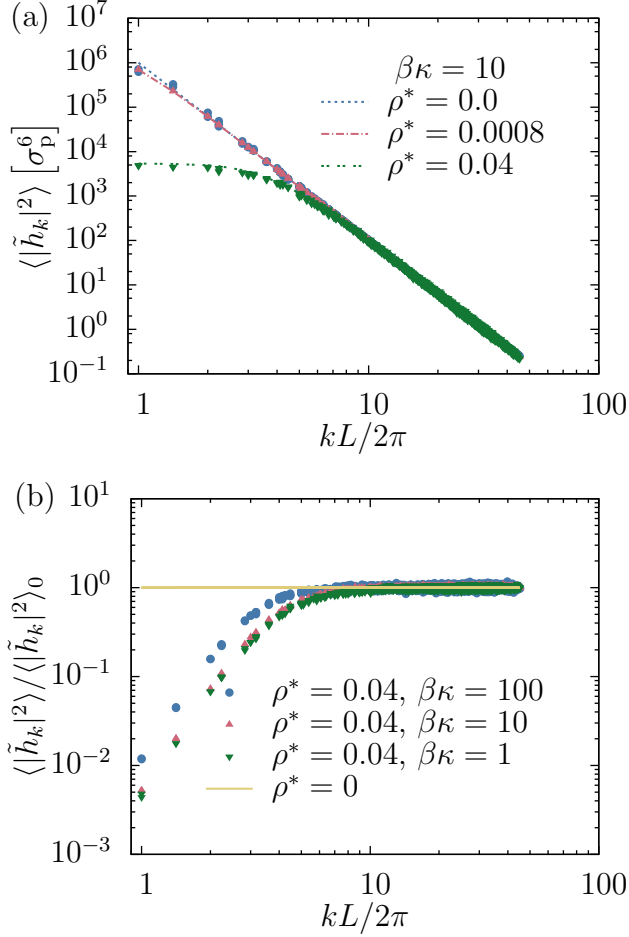 (a)
10^7
10^6
10^5
10^4
10^3
10^2
10^1
10^0
10^{-1}
⟨|h̃_k|^2⟩ [σ_p^6]
βκ = 10
ρ* = 0.0
ρ* = 0.0008
ρ* = 0.04
1 10 100
kL/2π
(b)
10^1
10^0
10^{-1}
10^{-2}
10^{-3}
⟨|h̃_k|^2⟩/⟨|h̃_k|^2⟩_0
ρ* = 0.04, βκ = 100
ρ* = 0.04, βκ = 10
ρ* = 0.04, βκ = 1
ρ* = 0
1 10 100
kL/2π